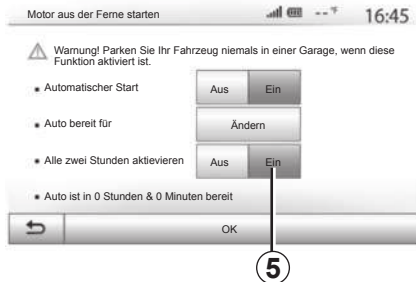 Motor aus der Ferne starten
-- °F
16:45
Warnung! Parken Sie Ihr Fahrzeug niemals in einer Garage, wenn diese
Funktion aktiviert ist.
Automatischer Start
Aus
Ein
Auto bereit für
Ändern
Alle zwei Stunden aktievieren
Aus
Ein
Auto ist in 0 Stunden & 0 Minuten bereit
OK
5